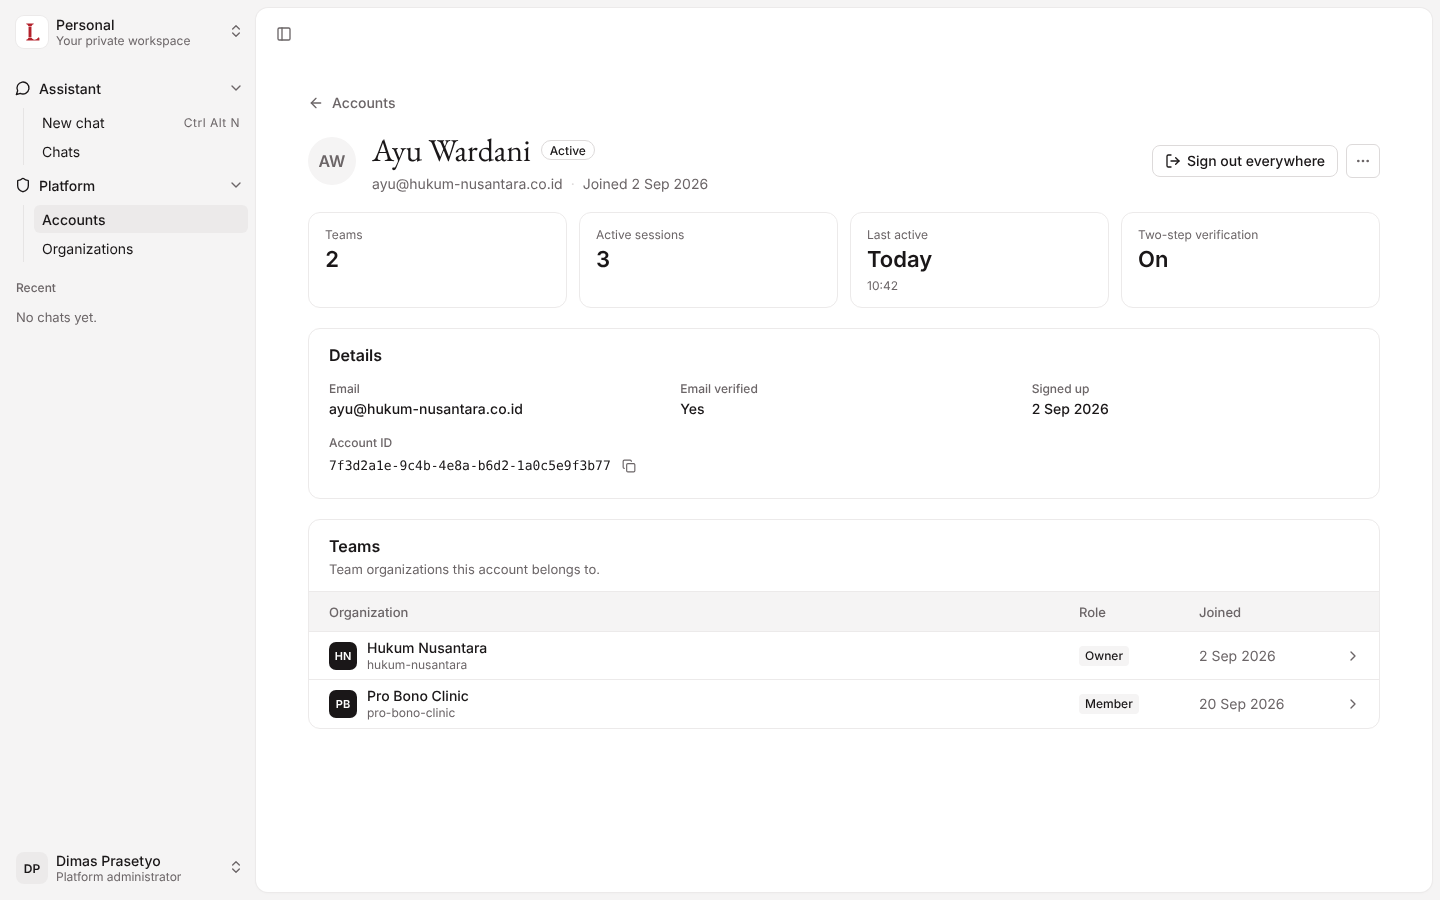 L
Personal
Your private workspace
Assistant
New chat
Ctrl Alt N
Chats
Platform
Accounts
Organizations
Recent
No chats yet.
DP
Dimas Prasetyo
Platform administrator
Accounts
AW
Ayu Wardani
Active
ayu@hukum-nusantara.co.id · Joined 2 Sep 2026
Sign out everywhere
Teams
2
Active sessions
3
Last active
Today
10:42
Two-step verification
On
Details
Email
ayu@hukum-nusantara.co.id
Email verified
Yes
Signed up
2 Sep 2026
Account ID
7f3d2a1e-9c4b-4e8a-b6d2-1a0c5e9f3b77
Teams
Team organizations this account belongs to.
Organization Role Joined
HN
Hukum Nusantara
hukum-nusantara
Owner
2 Sep 2026
PB
Pro Bono Clinic
pro-bono-clinic
Member
20 Sep 2026